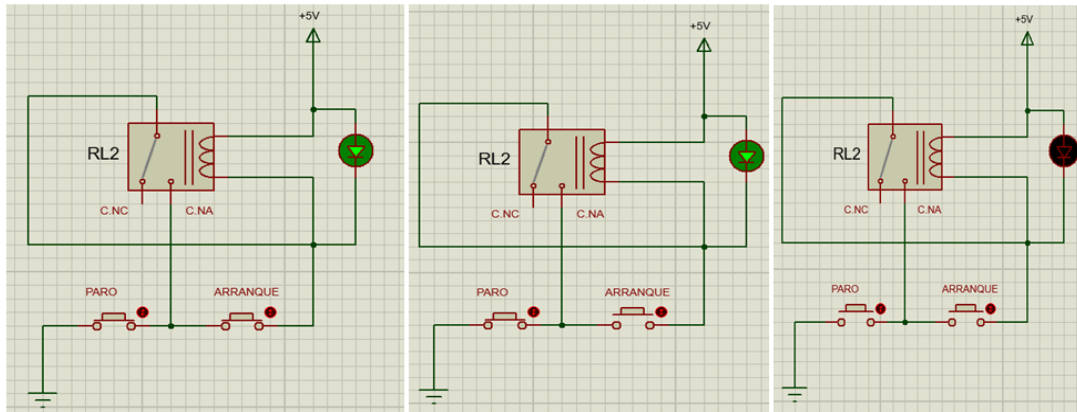 +5V
RL2
C.NC C.NA
PARO ARRANQUE
+5V
RL2
C.NC C.NA
PARO ARRANQUE
+5V
RL2
C.NC C.NA
PARO ARRANQUE